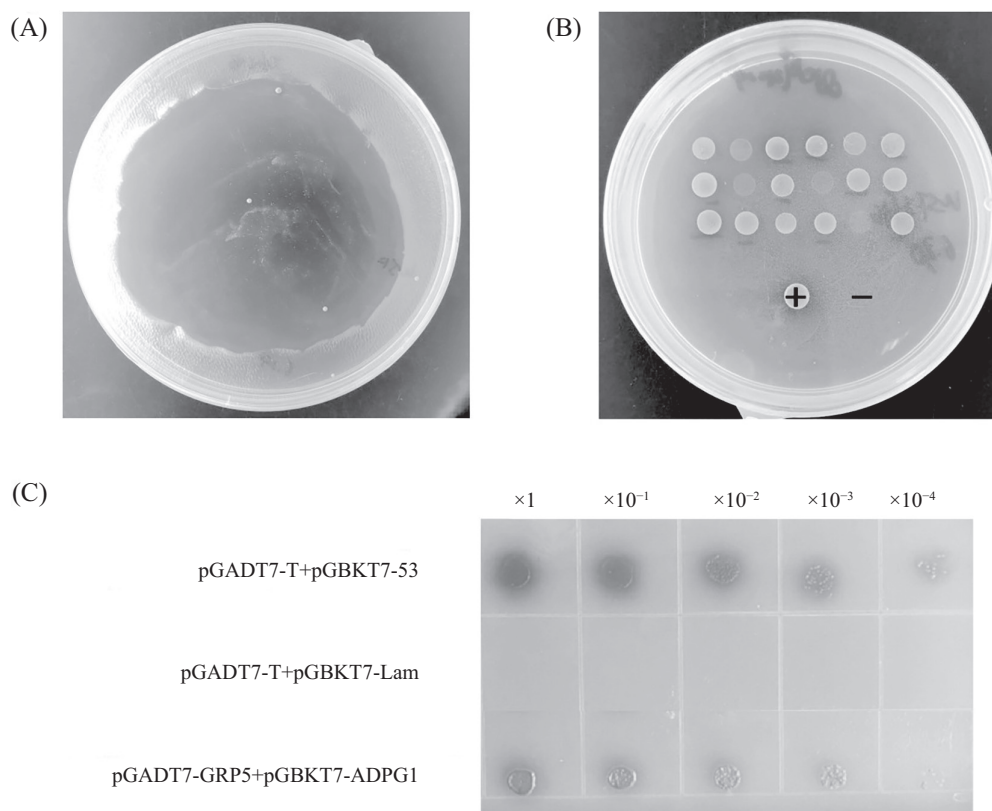 (A)
(B)
+ −
(C)
×1 ×10⁻¹ ×10⁻² ×10⁻³ ×10⁻⁴
pGADT7-T+pGBKT7-53
pGADT7-T+pGBKT7-Lam
pGADT7-GRP5+pGBKT7-ADPG1